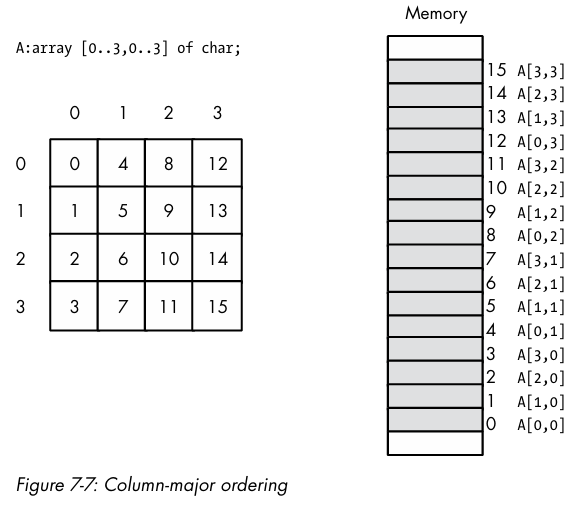 Memory
A:array [0..3,0..3] of char;
0 1 2 3
0 0 4 8 12
1 1 5 9 13
2 2 6 10 14
3 3 7 11 15
15 A[3,3]
14 A[2,3]
13 A[1,3]
12 A[0,3]
11 A[3,2]
10 A[2,2]
9 A[1,2]
8 A[0,2]
7 A[3,1]
6 A[2,1]
5 A[1,1]
4 A[0,1]
3 A[3,0]
2 A[2,0]
1 A[1,0]
0 A[0,0]
Figure 7-7: Column-major ordering